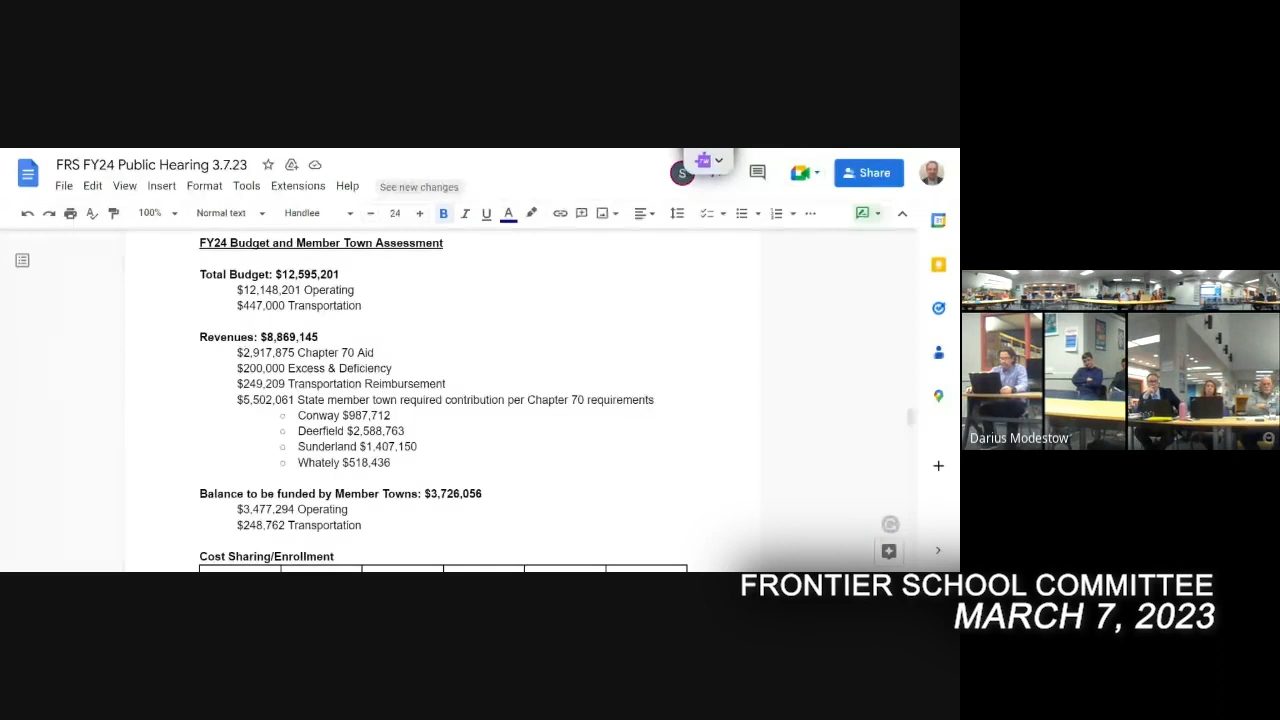 FRS FY24 Public Hearing 3.7.23
File Edit View Insert Format Tools Extensions Help See new changes
S
TW
Share
100% Normal text Handlee 24 B I U A
FY24 Budget and Member Town Assessment
Total Budget: $12,595,201
$12,148,201 Operating
$447,000 Transportation
Revenues: $8,869,145
$2,917,875 Chapter 70 Aid
$200,000 Excess & Deficiency
$249,209 Transportation Reimbursement
$5,502,061 State member town required contribution per Chapter 70 requirements
Conway $987,712
Deerfield $2,588,763
Sunderland $1,407,150
Whately $518,436
Balance to be funded by Member Towns: $3,726,056
$3,477,294 Operating
$248,762 Transportation
Cost Sharing/Enrollment
Darius Modestow
FRONTIER SCHOOL COMMITTEE
MARCH 7, 2023